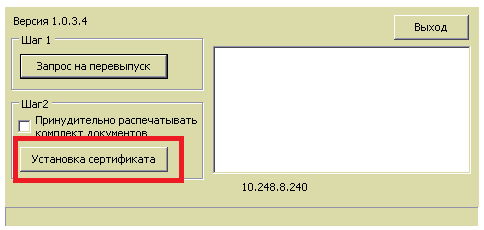 Версия 1.0.3.4
Выход
Шаг 1
Запрос на перевыпуск
Шаг2
Принудительно распечатывать
комплект документов
Установка сертификата
10.248.8.240